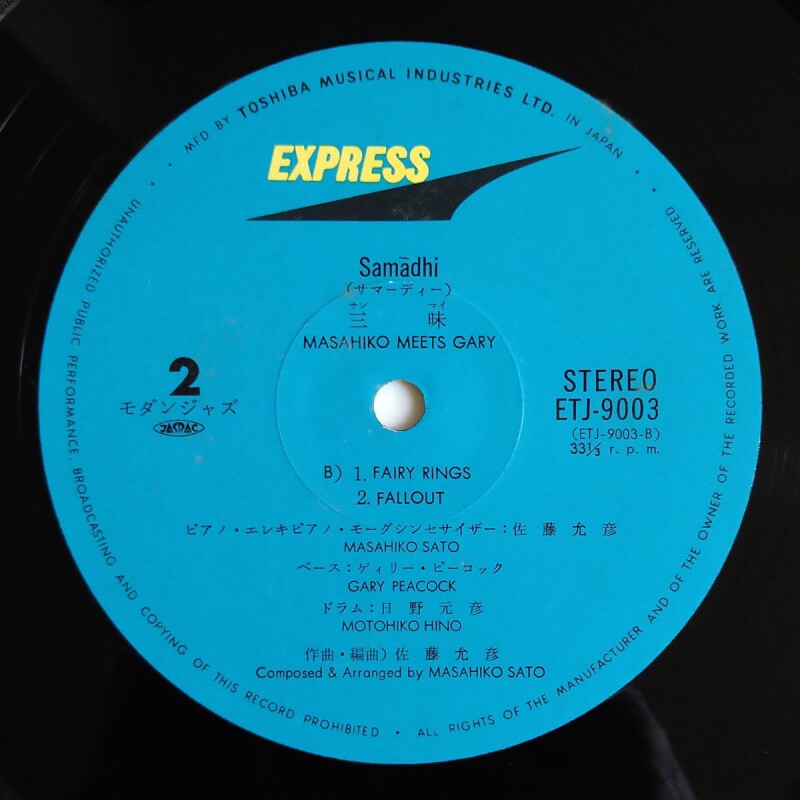 MFD BY TOSHIBA MUSICAL INDUSTRIES LTD. IN JAPAN
EXPRESS
Samādhi
(サマーディー)
サン マイ
三 昧
MASAHIKO MEETS GARY
2
モダンジャズ
JASRAC
STEREO
ETJ-9003
(ETJ-9003-B)
33⅓ r. p. m.
B) 1. FAIRY RINGS
2. FALLOUT
ピアノ・エレキピアノ・モーグシンセサイザー:佐 藤 允 彦
MASAHIKO SATO
ベース:ゲィリー・ピーコック
GARY PEACOCK
ドラム:日 野 元 彦
MOTOHIKO HINO
作曲・編曲) 佐 藤 允 彦
Composed & Arranged by MASAHIKO SATO
UNAUTHORIZED PUBLIC PERFORMANCE, BROADCASTING AND COPYING OF THIS RECORD PROHIBITED • ALL RIGHTS OF THE MANUFACTURER AND OF THE OWNER OF THE RECORDED WORK ARE RESERVED